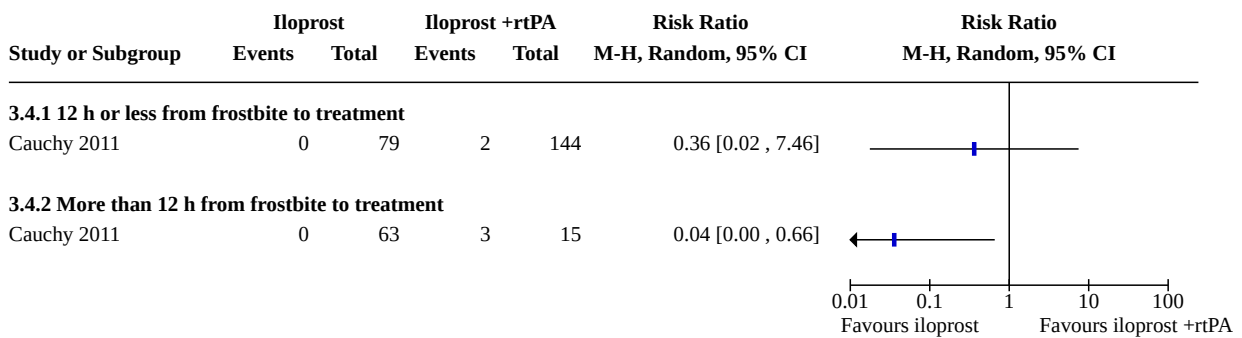 Iloprost Iloprost +rtPA Risk Ratio Risk Ratio
Study or Subgroup Events Total Events Total M-H, Random, 95% CI M-H, Random, 95% CI
3.4.1 12 h or less from frostbite to treatment
Cauchy 2011 0 79 2 144 0.36 [0.02 , 7.46]
3.4.2 More than 12 h from frostbite to treatment
Cauchy 2011 0 63 3 15 0.04 [0.00 , 0.66]
0.01 0.1 1 10 100
Favours iloprost Favours iloprost +rtPA